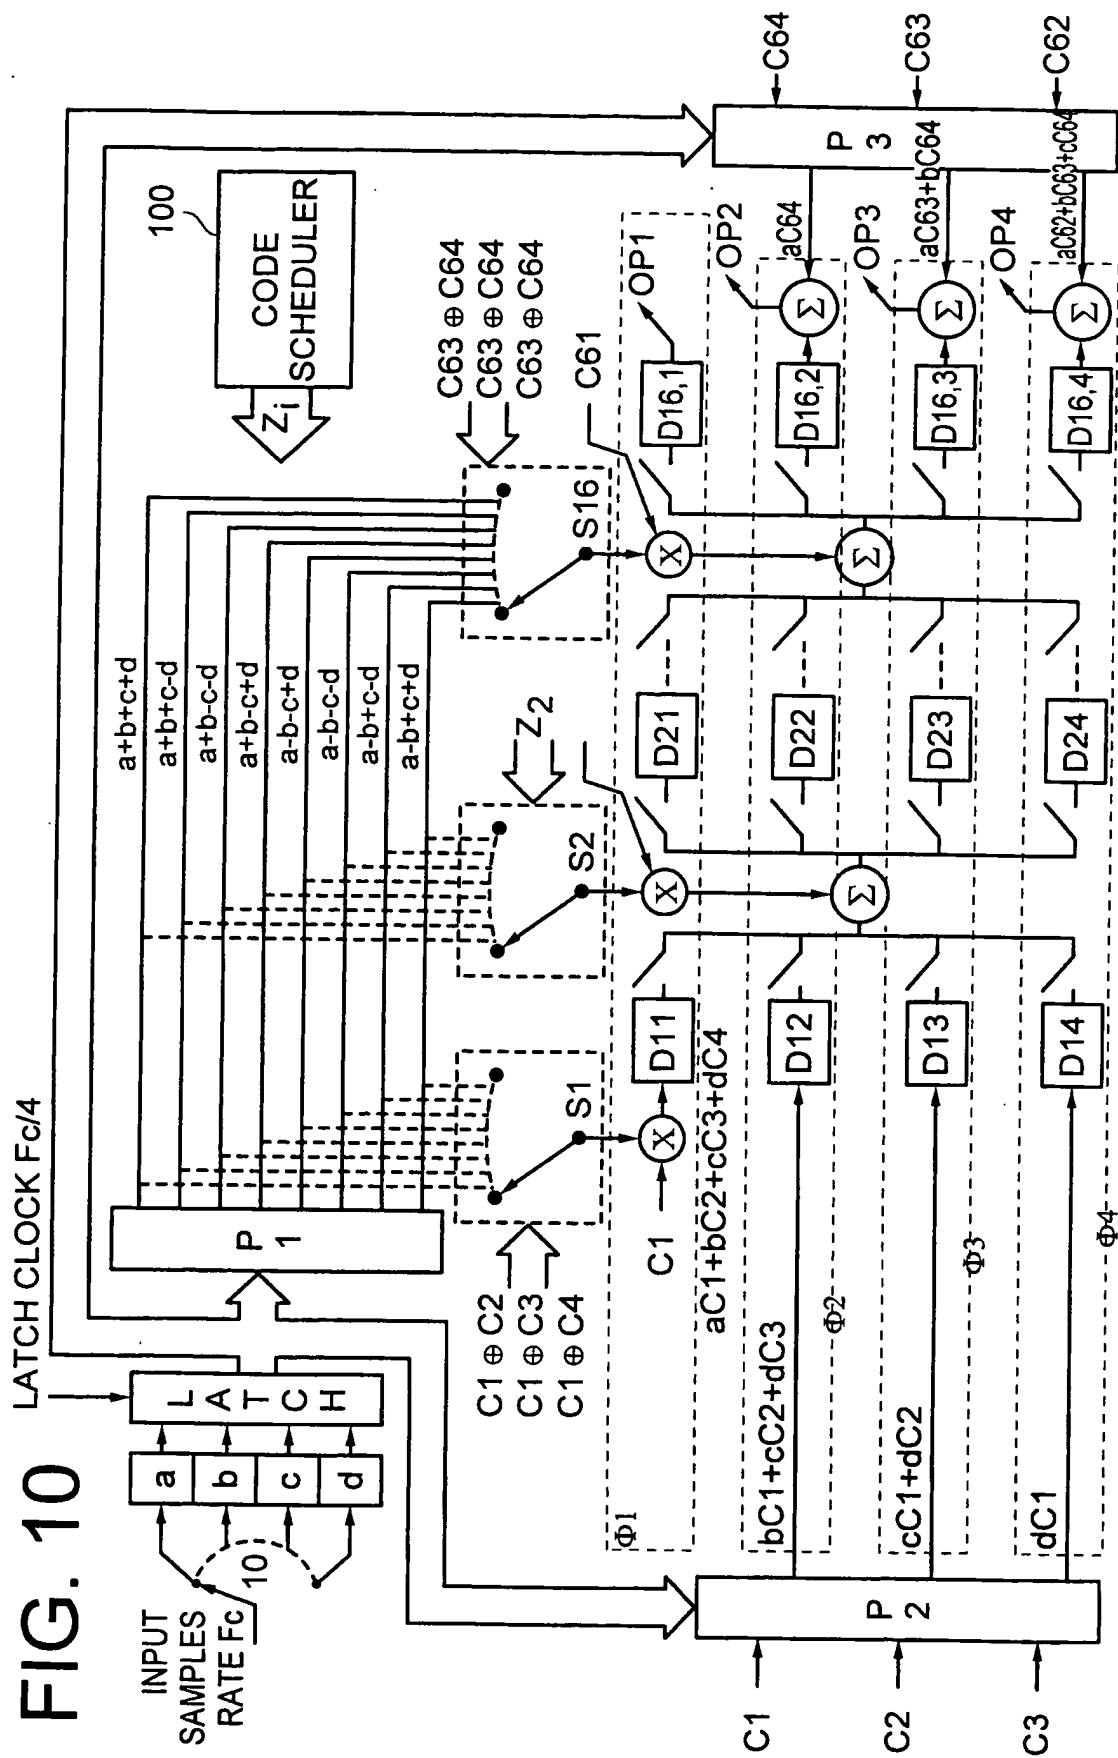 FIG. 10
LATCH CLOCK Fc/4
INPUT
SAMPLES
RATE Fc
10
a
b
c
d
L
A
T
C
H
P
1
a+b+c+d
a+b+c-d
a+b-c-d
a+b-c+d
a-b-c+d
a-b-c-d
a-b+c-d
a-b+c+d
100
CODE
SCHEDULER
Zi
C1 ⊕ C2
C1 ⊕ C3
C1 ⊕ C4
S1
Z2
S2
C63 ⊕ C64
C63 ⊕ C64
C63 ⊕ C64
S16
C61
Φ1
C1
X
D11
X
D21
X
D16,1
OP1
aC1+bC2+cC3+dC4
bC1+cC2+dC3
Φ2
D12
Σ
D22
Σ
D16,2
Σ
OP2
aC64
cC1+dC2
Φ3
D13
D23
D16,3
Σ
OP3
aC63+bC64
dC1
Φ4
D14
D24
D16,4
Σ
OP4
aC62+bC63+cC64
P
2
C1
C2
C3
P
3
C64
C63
C62